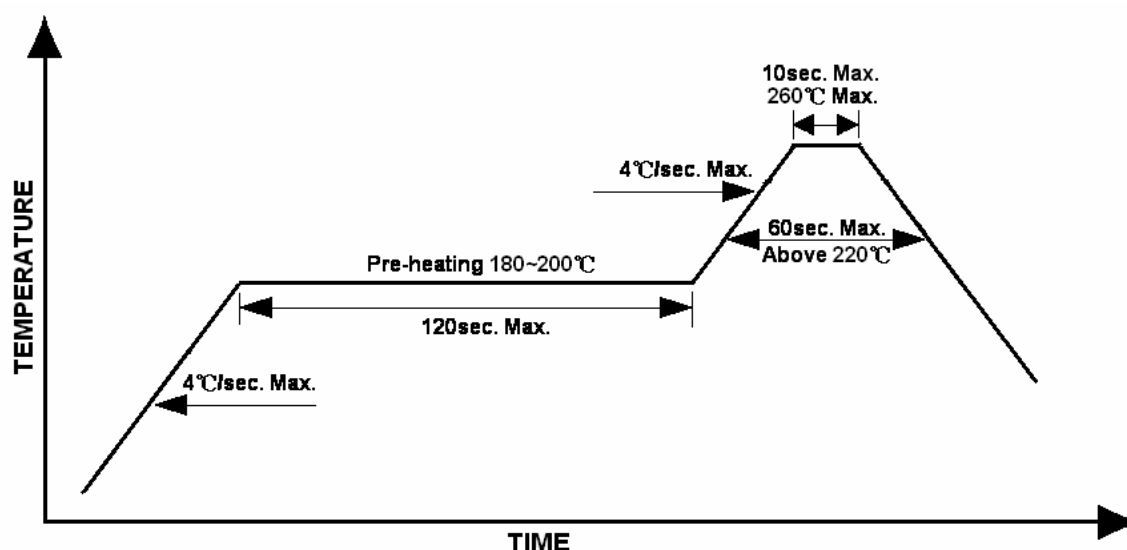 10sec. Max.
260℃ Max.
4℃/sec. Max.
60sec. Max.
Above 220℃
Pre-heating 180~200℃
120sec. Max.
4℃/sec. Max.
TEMPERATURE
TIME